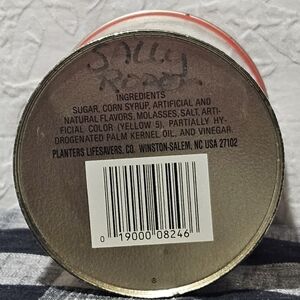 SALLY
INGREDIENTS
SUGAR, CORN SYRUP, ARTIFICIAL AND
NATURAL FLAVORS, MOLASSES, SALT, ARTI-
FICIAL COLOR (YELLOW 5), PARTIALLY HY-
DROGENATED PALM KERNEL OIL, AND VINEGAR.
PLANTERS LIFESAVERS, CO. WINSTON-SALEM, NC USA 27102
0 19000 08246